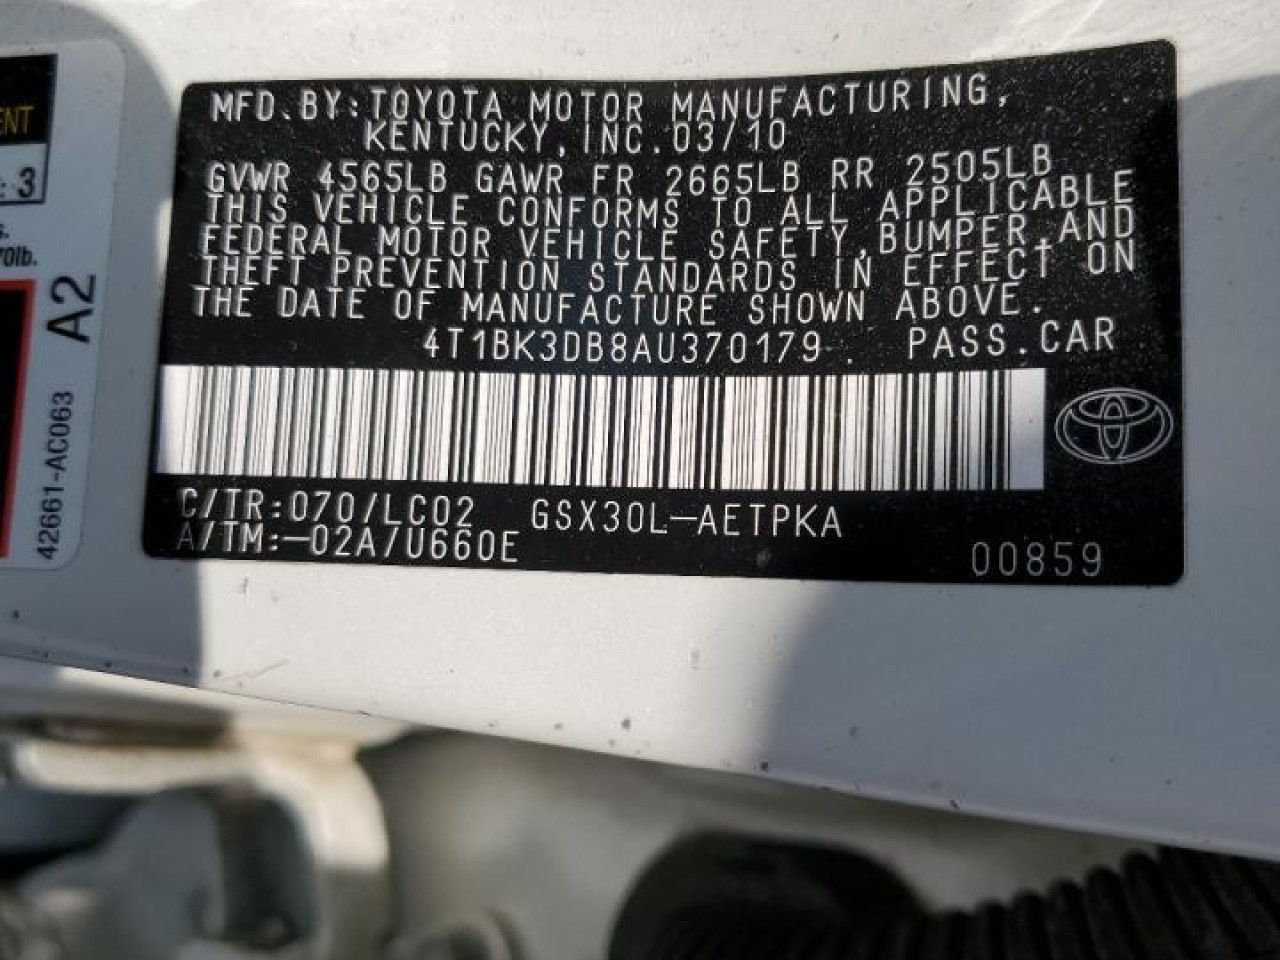 MFD.BY:TOYOTA MOTOR MANUFACTURING,
KENTUCKY,INC.03/10
GVWR 4565LB GAWR FR 2665LB RR 2505LB
THIS VEHICLE CONFORMS TO ALL APPLICABLE
FEDERAL MOTOR VEHICLE SAFETY,BUMPER,AND
THEFT PREVENTION STANDARDS IN EFFECT ON
THE DATE OF MANUFACTURE SHOWN ABOVE.
4T1BK3DB8AU370179 PASS.CAR
C/TR:070/LC02 GSX30L-AETPKA
A/TM:-02A/U660E
00859
3
A2
42661-AC063